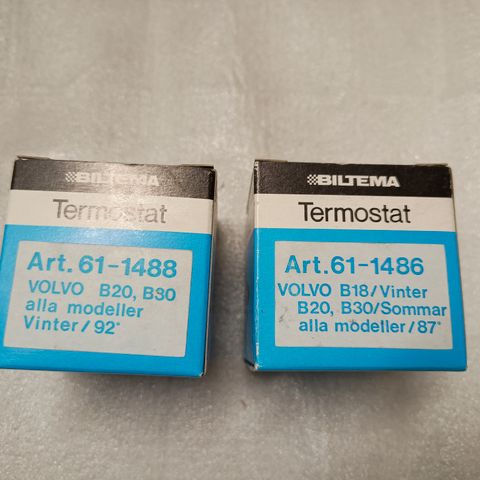 BILTEMA
Termostat
Art. 61-1488
VOLVO B20, B30
alla modeller
Vinter/92°
BILTEMA
Termostat
Art. 61-1486
VOLVO B18/Vinter
B20, B30/Sommar
alla modeller/87°